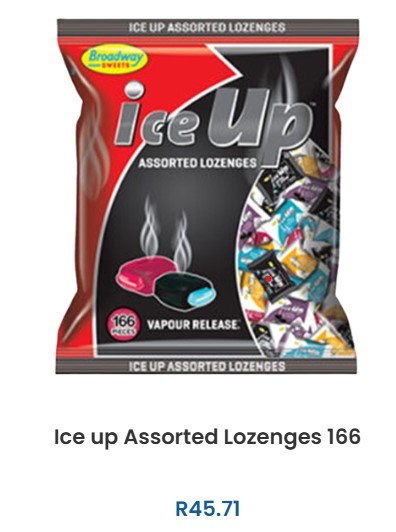 ICE UP ASSORTED LOZENGES
Broadway
SWEETS
Ice Up™
ASSORTED LOZENGES
166
PIECES
VAPOUR RELEASE
ICE UP ASSORTED LOZENGES
Ice up Assorted Lozenges 166
R45.71